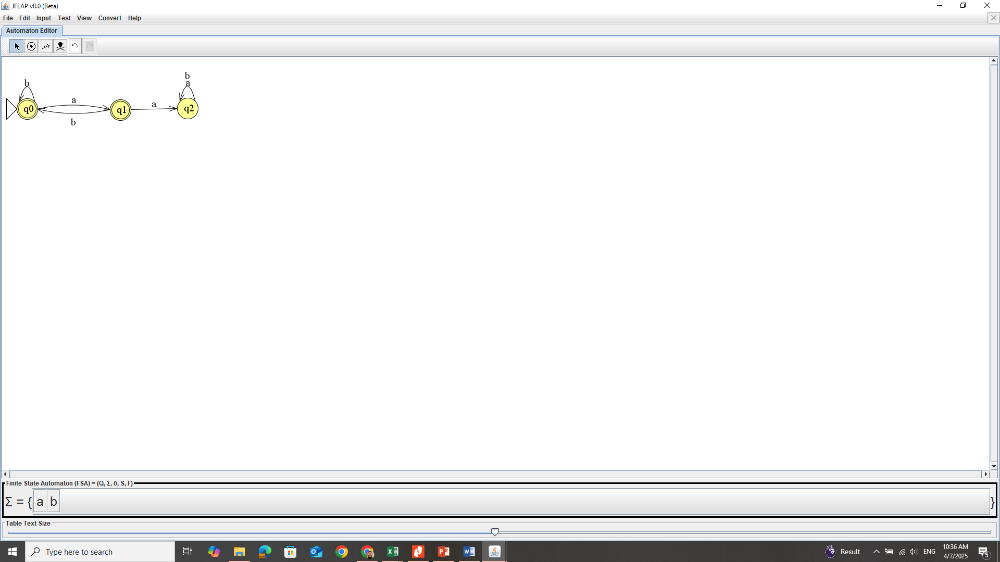 JFLAP v8.0 (Beta)
File Edit Input Test View Convert Help
Automaton Editor
b
b
a
a
q0
q1
a
q2
b
Finite State Automaton (FSA) = (Q, Σ, δ, S, F)
Σ = { a b }
Table Text Size
Type here to search
Result
ENG
10:36 AM
4/7/2025
5